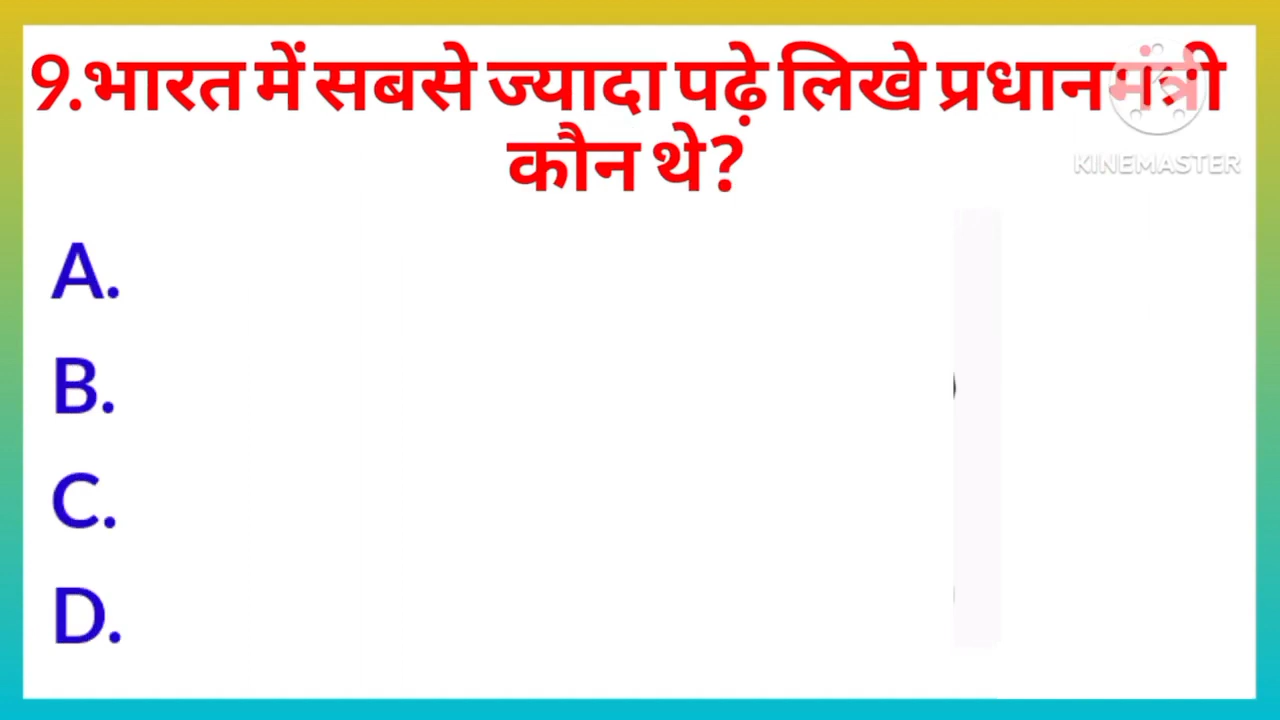 9.भारत में सबसे ज्यादा पढ़े लिखे प्रधानमंत्री
कौन थे?
KINEMASTER
A.
B.
C.
D.